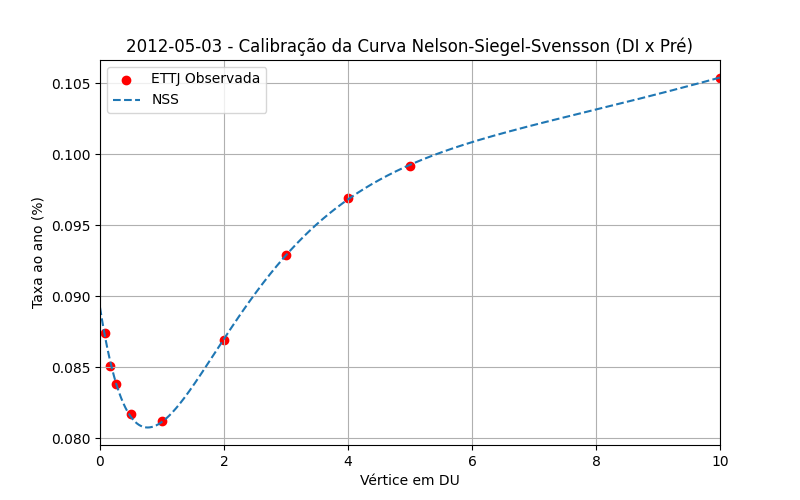 2012-05-03 - Calibração da Curva Nelson-Siegel-Svensson (DI x Pré)
ETTJ Observada
NSS
Taxa ao ano (%)
0.105
0.100
0.095
0.090
0.085
0.080
0 2 4 6 8 10
Vértice em DU